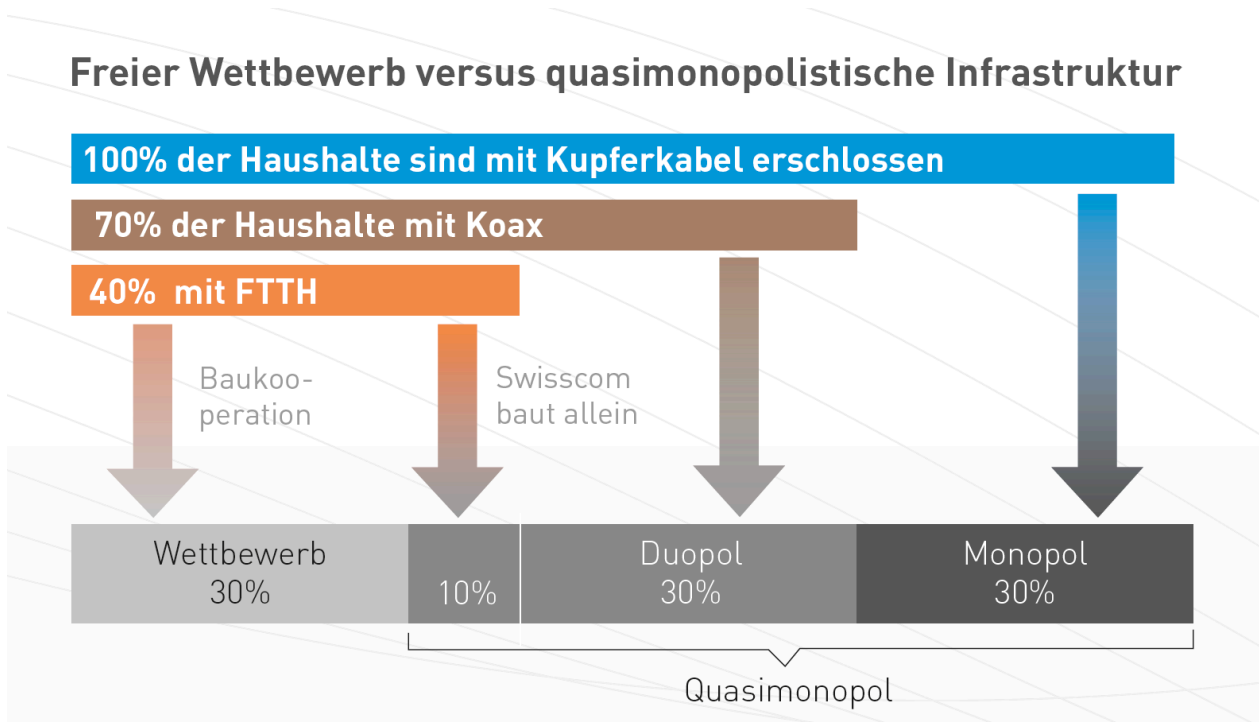 Freier Wettbewerb versus quasimonopolistische Infrastruktur
100% der Haushalte sind mit Kupferkabel erschlossen
70% der Haushalte mit Koax
40% mit FTTH
Baukoo-
peration
Swisscom
baut allein
Wettbewerb
30%
10%
Duopol
30%
Monopol
30%
Quasimonopol